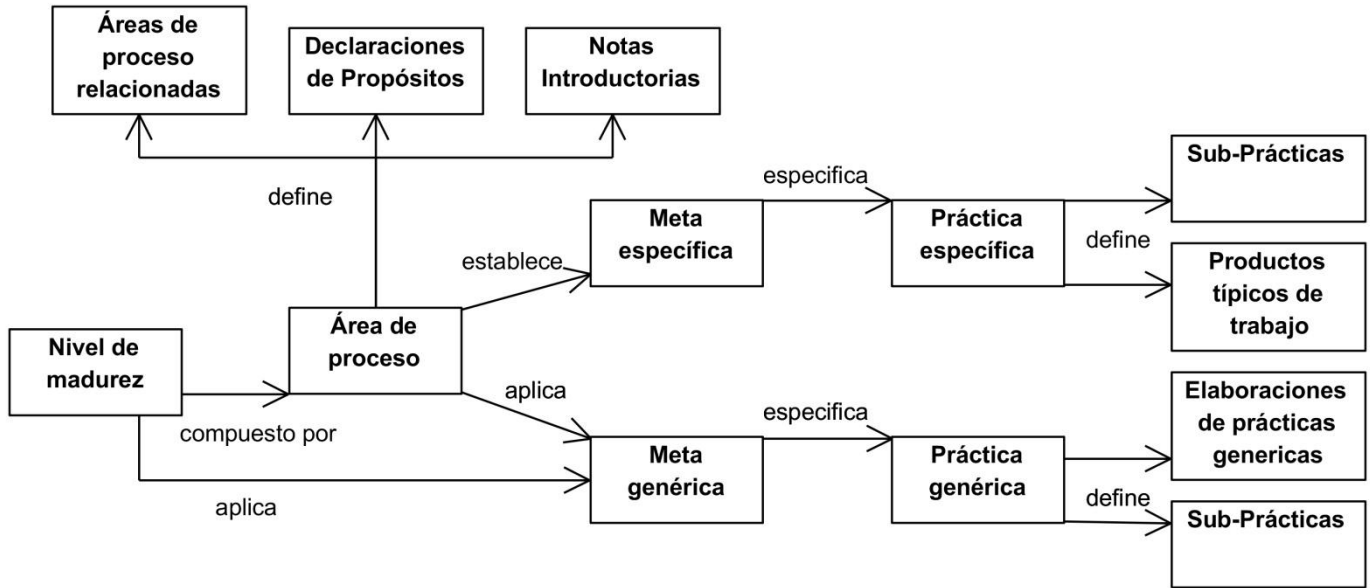 Áreas de
proceso
relacionadas
Declaraciones
de Propósitos
Notas
Introductorias
define
establece
Meta
específica
especifica
Práctica
específica
define
Sub-Prácticas
Productos
típicos de
trabajo
Nivel de
madurez
compuesto por
Área de
proceso
aplica
aplica
Meta
genérica
especifica
Práctica
genérica
define
Elaboraciones
de prácticas
genericas
Sub-Prácticas